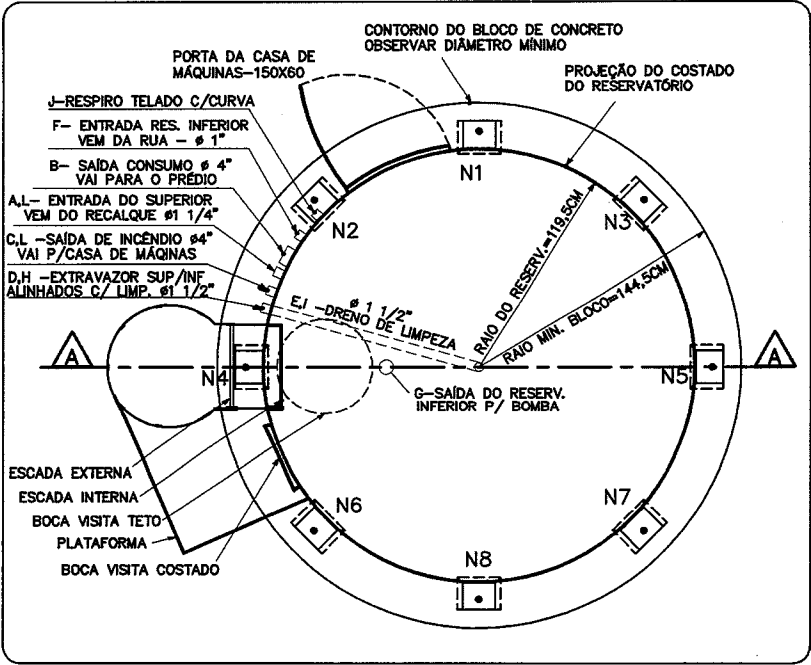 CONTORNO DO BLOCO DE CONCRETO
OBSERVAR DIÂMETRO MÍNIMO
PORTA DA CASA DE
MÁQUINAS-150X60
PROJEÇÃO DO COSTADO
DO RESERVATÓRIO
J-RESPIRO TELADO C/CURVA
F- ENTRADA RES. INFERIOR
VEM DA RUA - ø 1"
B- SAÍDA CONSUMO ø 4"
VAI PARA O PRÉDIO
A,L- ENTRADA DO SUPERIOR
VEM DO RECALQUE ø1 1/4"
C,L -SAÍDA DE INCÊNDIO ø4"
VAI P/CASA DE MÁQINAS
D,H -EXTRAVAZOR SUP/INF
ALINHADOS C/ LIMP. ø1 1/2"
N1
N2
N3
RAIO DO RESERV.=119.5CM
RAIO MIN. BLOCO=144,5CM
ø 1 1/2"
E,I -DRENO DE LIMPEZA
A
A
N4
N5
G-SAÍDA DO RESERV.
INFERIOR P/ BOMBA
ESCADA EXTERNA
ESCADA INTERNA
BOCA VISITA TETO
PLATAFORMA
BOCA VISITA COSTADO
N6
N7
N8